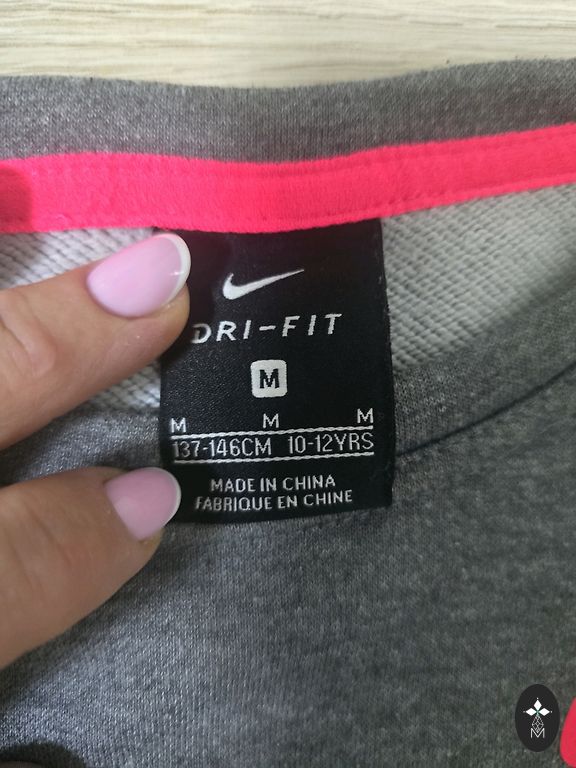 DRI-FIT
M
M M M
137-146CM 10-12YRS
MADE IN CHINA
FABRIQUE EN CHINE
M